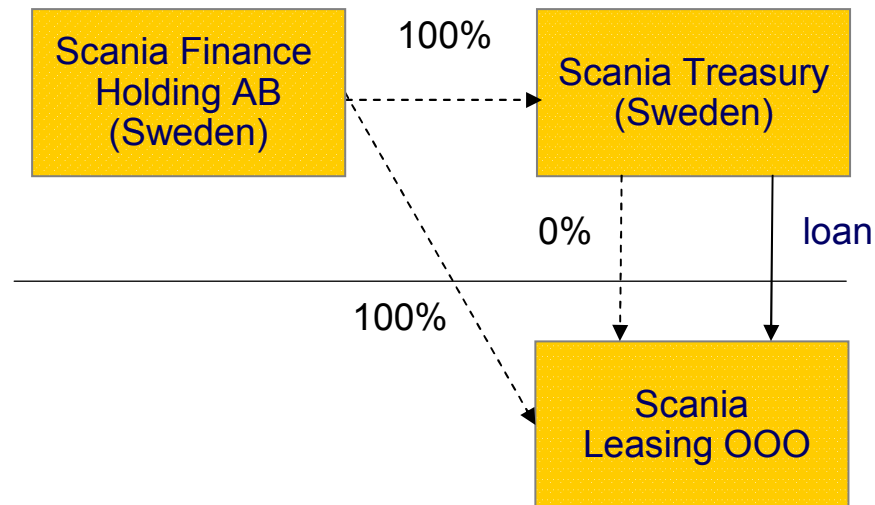 Scania Finance
Holding AB
(Sweden)
100%
Scania Treasury
(Sweden)
0%
loan
100%
Scania
Leasing OOO